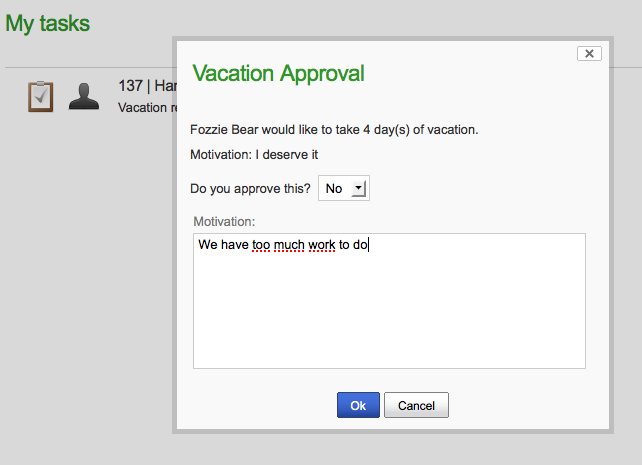 My tasks
Vacation Approval
137 | Har
Vacation re
Fozzie Bear would like to take 4 day(s) of vacation.
Motivation: I deserve it
Do you approve this? No
Motivation:
We have too much work to do
Ok Cancel